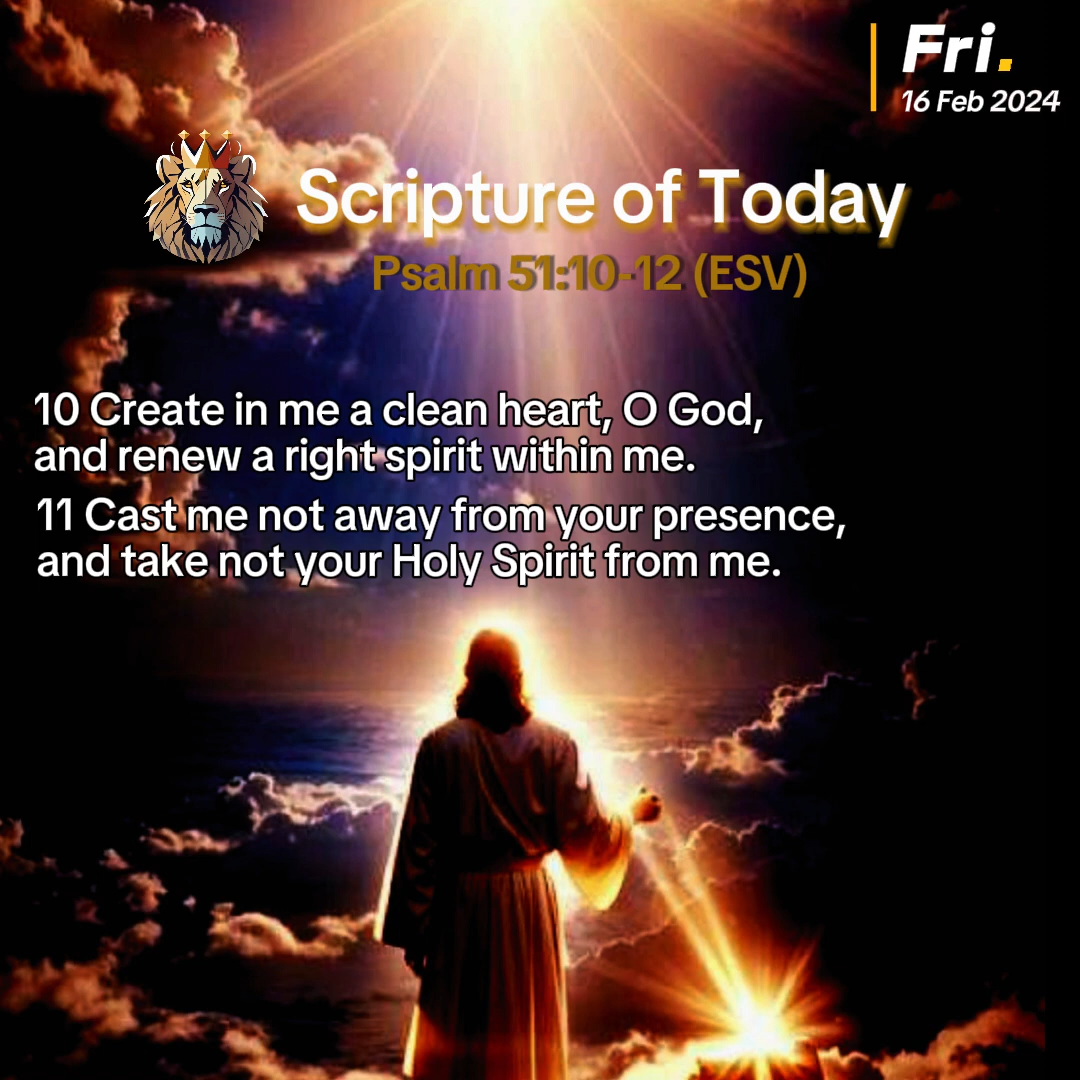 Fri.
16 Feb 2024
Scripture of Today
Psalm 51:10-12 (ESV)
10 Create in me a clean heart, O God,
and renew a right spirit within me.
11 Cast me not away from your presence,
and take not your Holy Spirit from me.